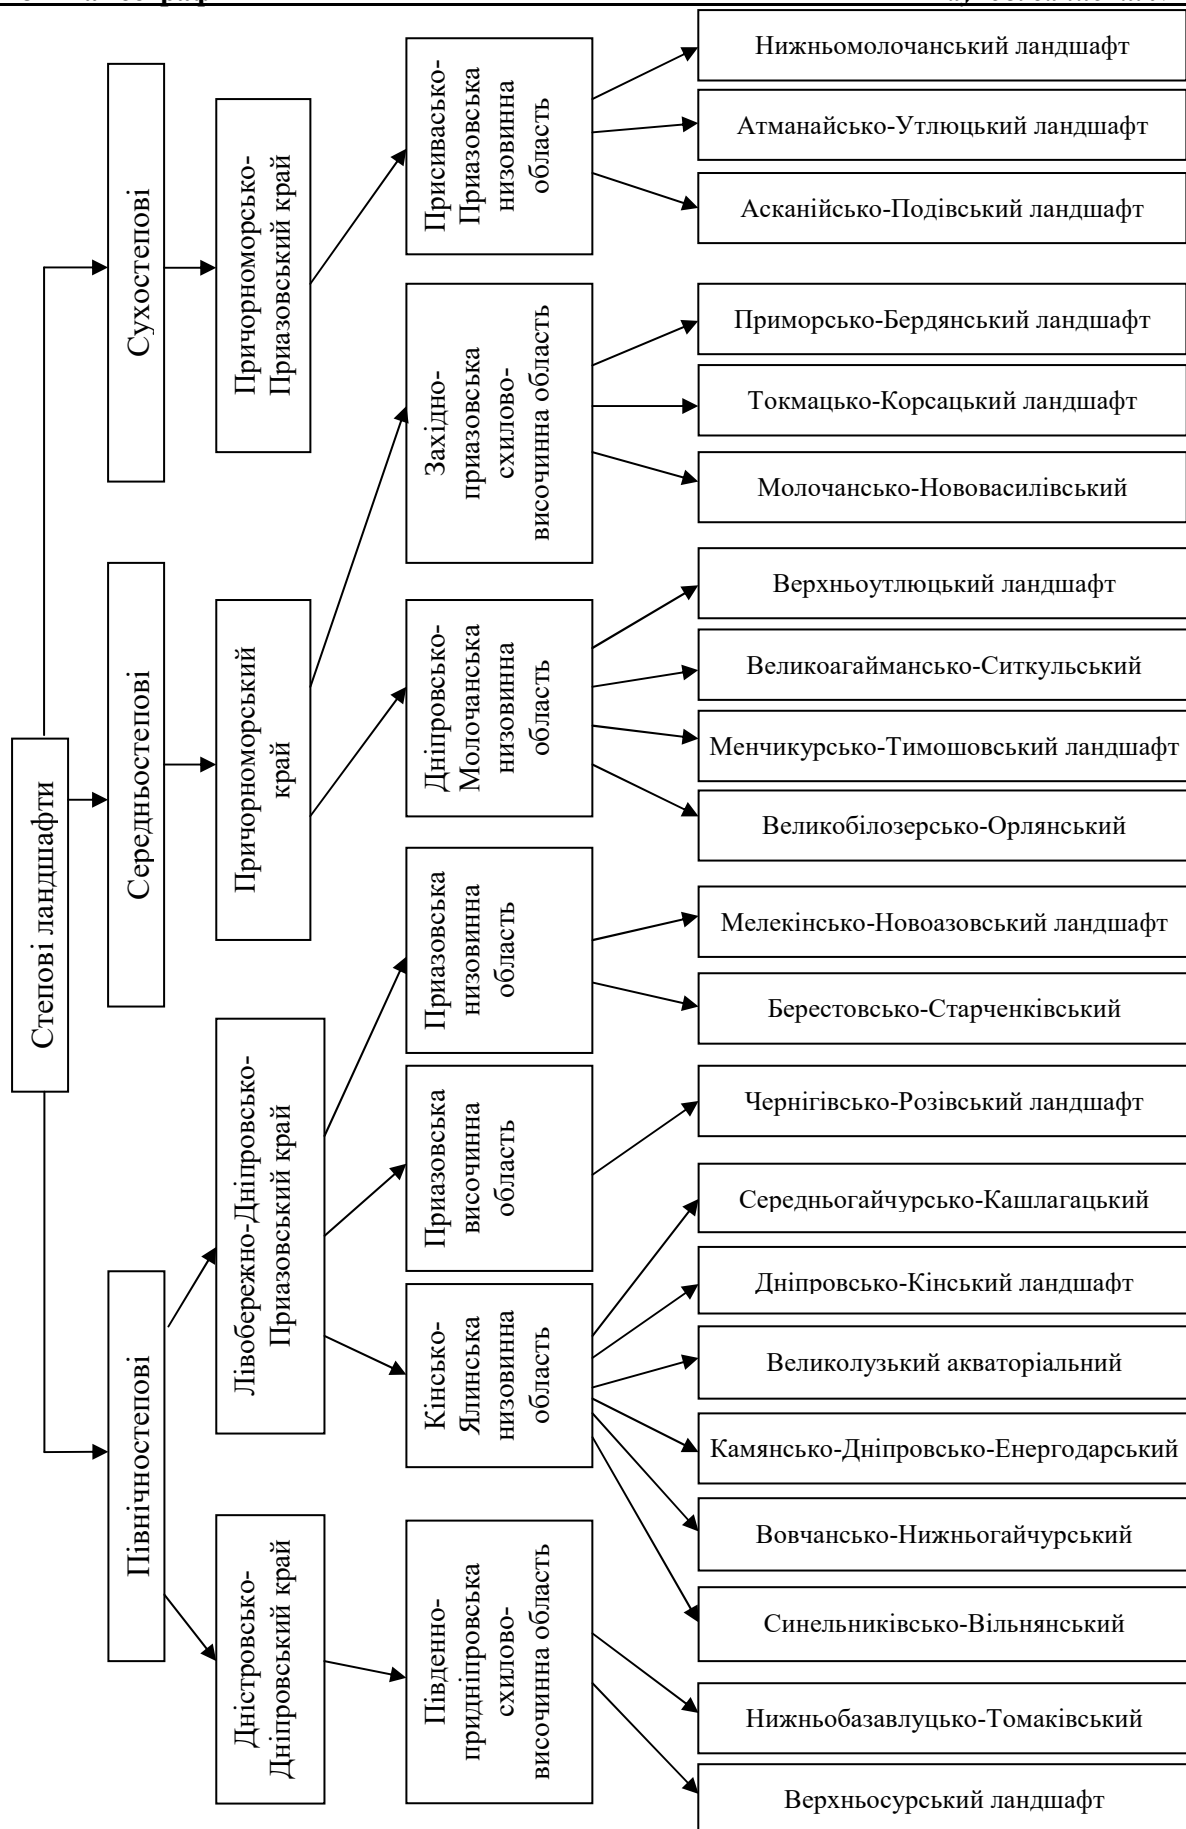 Степові ландшафти
Сухостепові
Середньостепові
Північностепові
Причорноморсько-
Приазовський край
Причорноморський
край
Лівобережно-Дніпровсько-
Приазовський край
Дністровсько-
Дніпровський край
Присивасько-
Приазовська
низовинна
область
Західно-
приазовська
схилово-
височинна область
Дніпровсько-
Молочанська
низовинна
область
Приазовська
низовинна
область
Приазовська
височинна
область
Кінсько-
Ялинська
низовинна
область
Південно-
придніпровська
схилово-
височинна область
Нижньомолочанський ландшафт
Атманайсько-Утлюцький ландшафт
Асканійсько-Подівський ландшафт
Приморсько-Бердянський ландшафт
Токмацько-Корсацький ландшафт
Молочансько-Нововасилівський
Верхньоутлюцький ландшафт
Великоагаймансько-Ситкульський
Менчикурсько-Тимошовський ландшафт
Великобілозерсько-Орлянський
Мелекінсько-Новоазовський ландшафт
Берестовсько-Старченківський
Чернігівсько-Розівський ландшафт
Середньогайчурсько-Кашлагацький
Дніпровсько-Кінський ландшафт
Великолузький акваторіальний
Камянсько-Дніпровсько-Енергодарський
Вовчансько-Нижньогайчурський
Синельниківсько-Вільнянський
Нижньобазавлуцько-Томаківський
Верхньосурський ландшафт